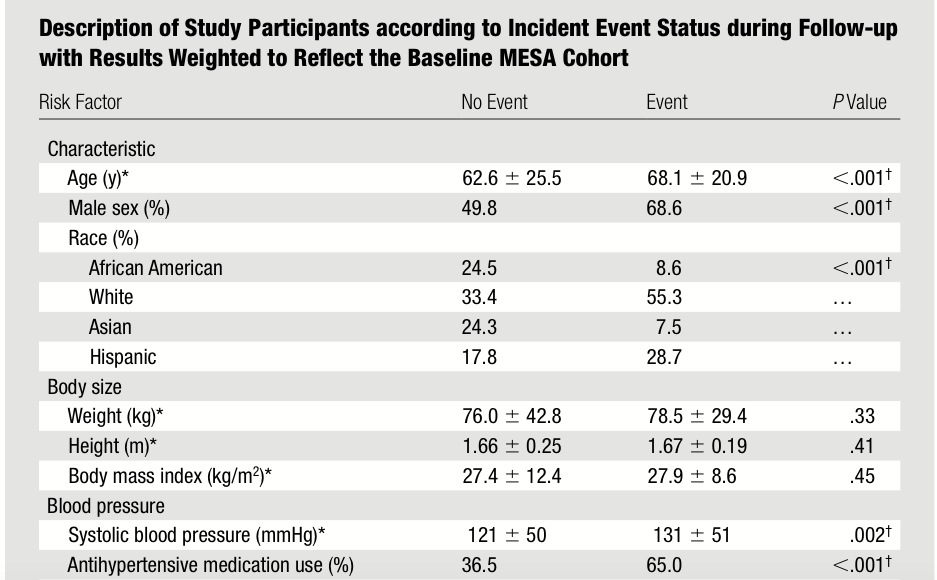 Description of Study Participants according to Incident Event Status during Follow-up
with Results Weighted to Reflect the Baseline MESA Cohort
Risk Factor No Event Event P Value
Characteristic
Age (y)* 62.6 ± 25.5 68.1 ± 20.9 <.001†
Male sex (%) 49.8 68.6 <.001†
Race (%)
African American 24.5 8.6 <.001†
White 33.4 55.3 …
Asian 24.3 7.5 …
Hispanic 17.8 28.7 …
Body size
Weight (kg)* 76.0 ± 42.8 78.5 ± 29.4 .33
Height (m)* 1.66 ± 0.25 1.67 ± 0.19 .41
Body mass index (kg/m²)* 27.4 ± 12.4 27.9 ± 8.6 .45
Blood pressure
Systolic blood pressure (mmHg)* 121 ± 50 131 ± 51 .002†
Antihypertensive medication use (%) 36.5 65.0 <.001†